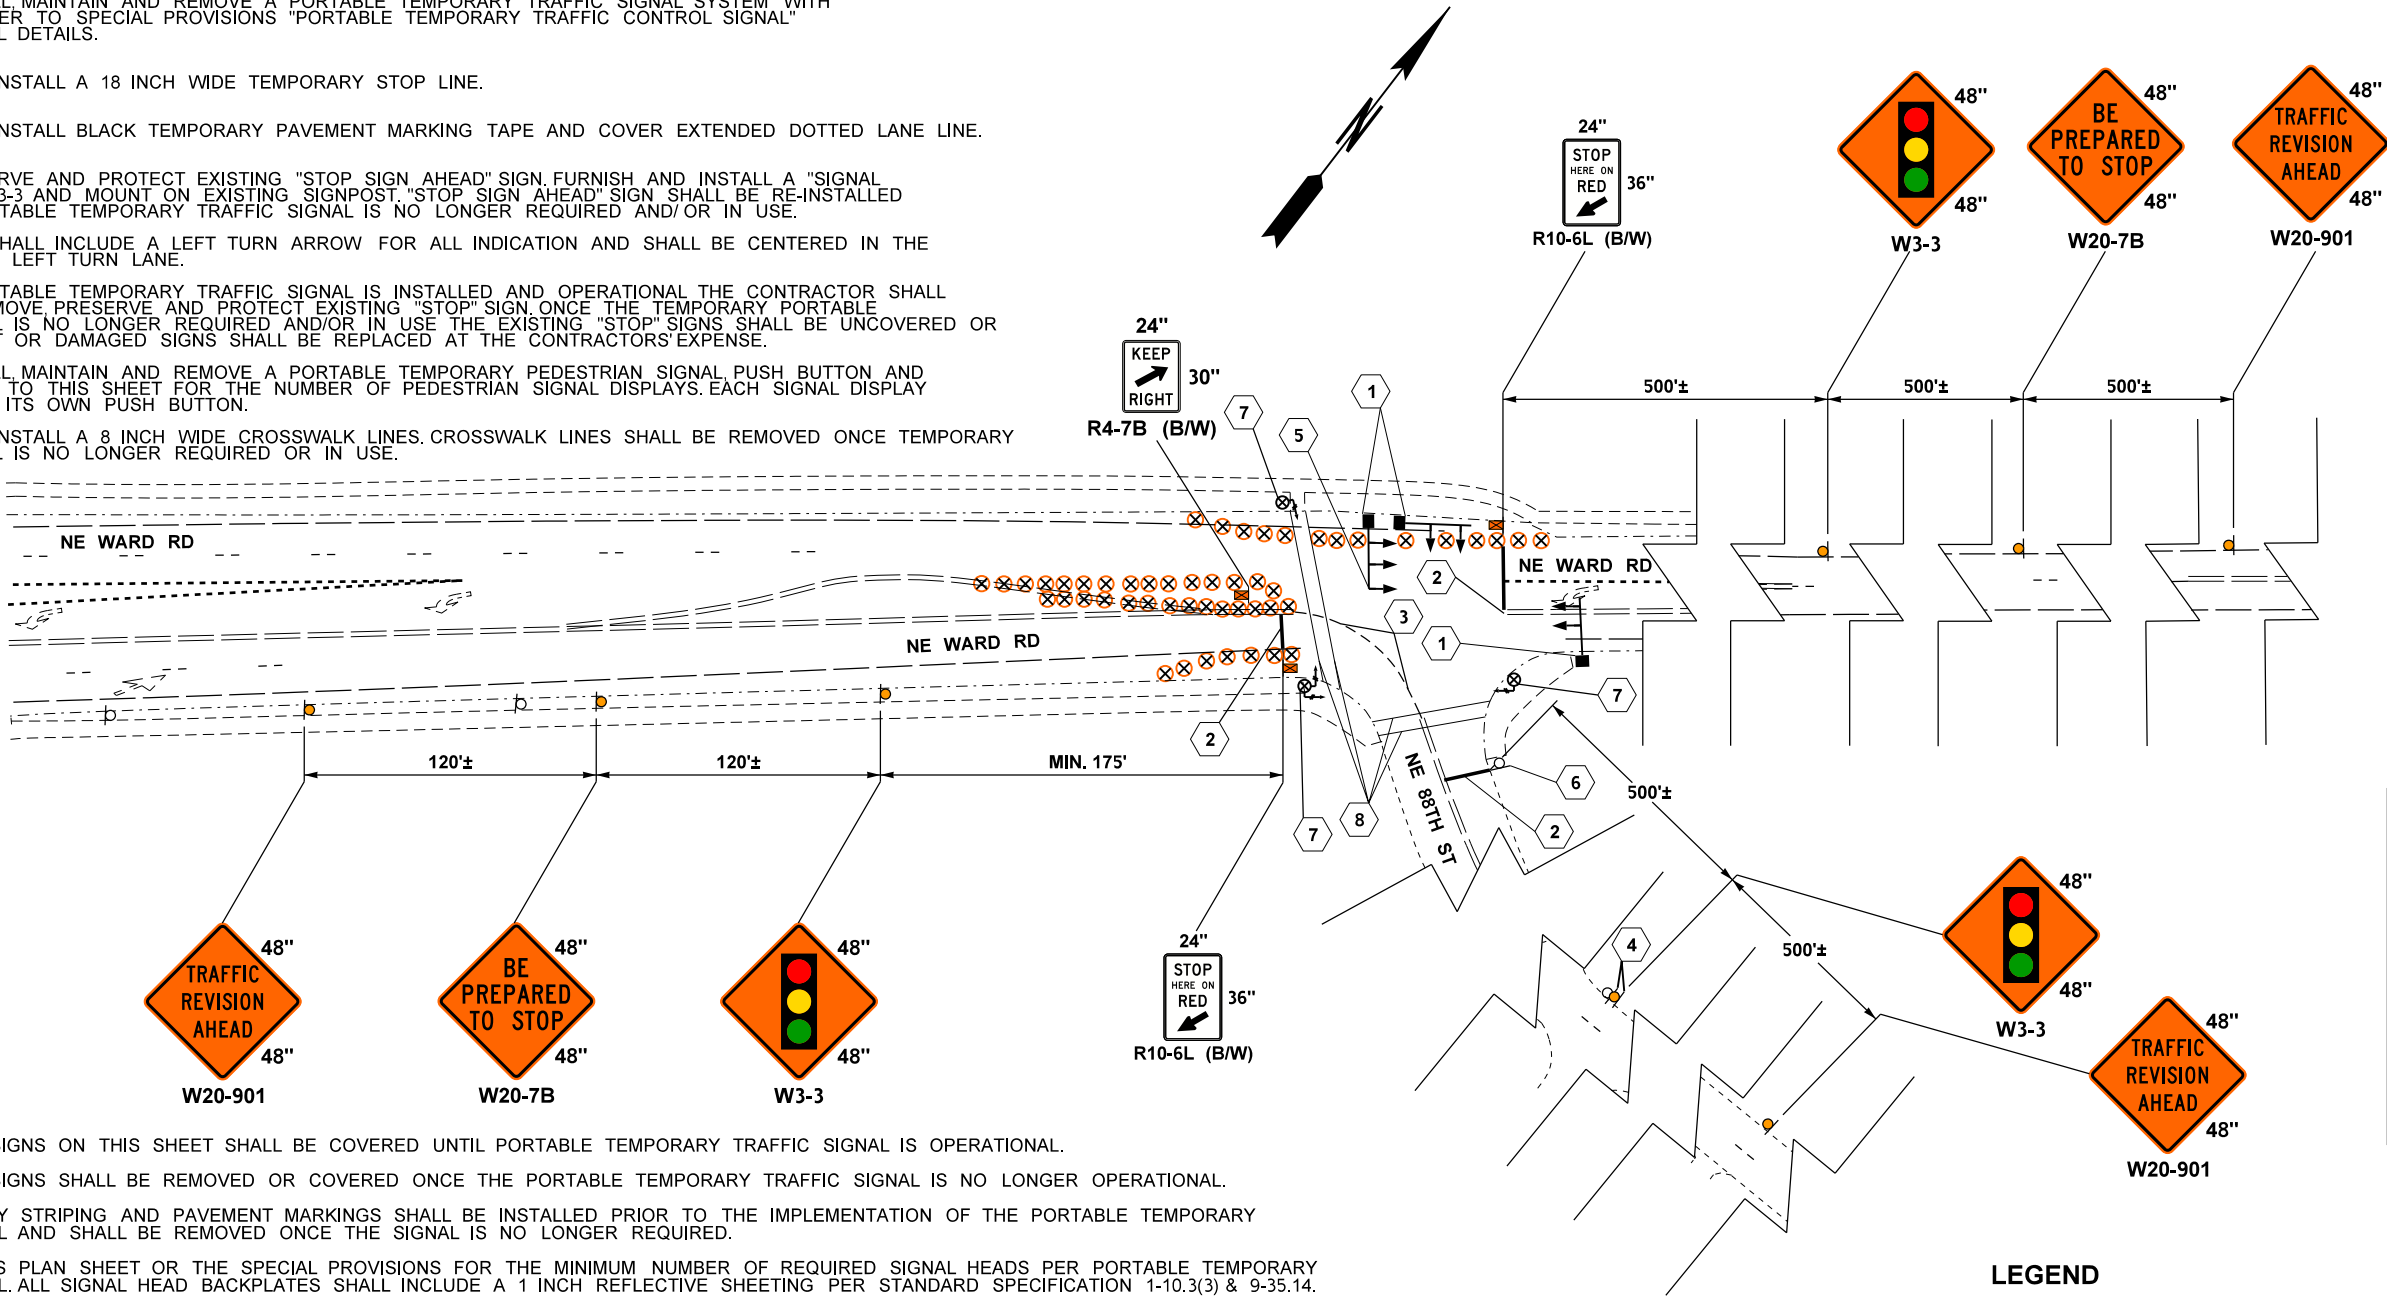 L, MAINTAIN AND REMOVE A PORTABLE TEMPORARY TRAFFIC SIGNAL SYSTEM WITH
ER TO SPECIAL PROVISIONS "PORTABLE TEMPORARY TRAFFIC CONTROL SIGNAL"
L DETAILS.
NSTALL A 18 INCH WIDE TEMPORARY STOP LINE.
NSTALL BLACK TEMPORARY PAVEMENT MARKING TAPE AND COVER EXTENDED DOTTED LANE LINE.
RVE AND PROTECT EXISTING "STOP SIGN AHEAD" SIGN. FURNISH AND INSTALL A "SIGNAL
3-3 AND MOUNT ON EXISTING SIGNPOST. "STOP SIGN AHEAD" SIGN SHALL BE RE-INSTALLED
TABLE TEMPORARY TRAFFIC SIGNAL IS NO LONGER REQUIRED AND/ OR IN USE.
HALL INCLUDE A LEFT TURN ARROW FOR ALL INDICATION AND SHALL BE CENTERED IN THE
LEFT TURN LANE.
TABLE TEMPORARY TRAFFIC SIGNAL IS INSTALLED AND OPERATIONAL THE CONTRACTOR SHALL
MOVE, PRESERVE AND PROTECT EXISTING "STOP" SIGN. ONCE THE TEMPORARY PORTABLE
L IS NO LONGER REQUIRED AND/OR IN USE THE EXISTING "STOP" SIGNS SHALL BE UNCOVERED OR
T OR DAMAGED SIGNS SHALL BE REPLACED AT THE CONTRACTORS' EXPENSE.
L, MAINTAIN AND REMOVE A PORTABLE TEMPORARY PEDESTRIAN SIGNAL, PUSH BUTTON AND
TO THIS SHEET FOR THE NUMBER OF PEDESTRIAN SIGNAL DISPLAYS. EACH SIGNAL DISPLAY
ITS OWN PUSH BUTTON.
NSTALL A 8 INCH WIDE CROSSWALK LINES. CROSSWALK LINES SHALL BE REMOVED ONCE TEMPORARY
L IS NO LONGER REQUIRED OR IN USE.
24"
STOP
HERE ON
RED
36"
R10-6L (B/W)
48"
48"
W3-3
BE
PREPARED
TO STOP
48"
48"
W20-7B
TRAFFIC
REVISION
AHEAD
48"
48"
W20-901
24"
KEEP
RIGHT
30"
R4-7B (B/W)
7
5
1
500'±
500'±
500'±
NE WARD RD
NE WARD RD
NE WARD RD
2
3
1
7
2
7
8
6
2
NE 88TH ST
120'±
120'±
MIN. 175'
500'±
500'±
4
TRAFFIC
REVISION
AHEAD
48"
48"
W20-901
BE
PREPARED
TO STOP
48"
48"
W20-7B
48"
48"
W3-3
24"
STOP
HERE ON
RED
36"
R10-6L (B/W)
48"
48"
W3-3
TRAFFIC
REVISION
AHEAD
48"
48"
W20-901
SIGNS ON THIS SHEET SHALL BE COVERED UNTIL PORTABLE TEMPORARY TRAFFIC SIGNAL IS OPERATIONAL.
SIGNS SHALL BE REMOVED OR COVERED ONCE THE PORTABLE TEMPORARY TRAFFIC SIGNAL IS NO LONGER OPERATIONAL.
Y STRIPING AND PAVEMENT MARKINGS SHALL BE INSTALLED PRIOR TO THE IMPLEMENTATION OF THE PORTABLE TEMPORARY
L AND SHALL BE REMOVED ONCE THE SIGNAL IS NO LONGER REQUIRED.
S PLAN SHEET OR THE SPECIAL PROVISIONS FOR THE MINIMUM NUMBER OF REQUIRED SIGNAL HEADS PER PORTABLE TEMPORARY
L. ALL SIGNAL HEAD BACKPLATES SHALL INCLUDE A 1 INCH REFLECTIVE SHEETING PER STANDARD SPECIFICATION 1-10.3(3) & 9-35.14.
LEGEND